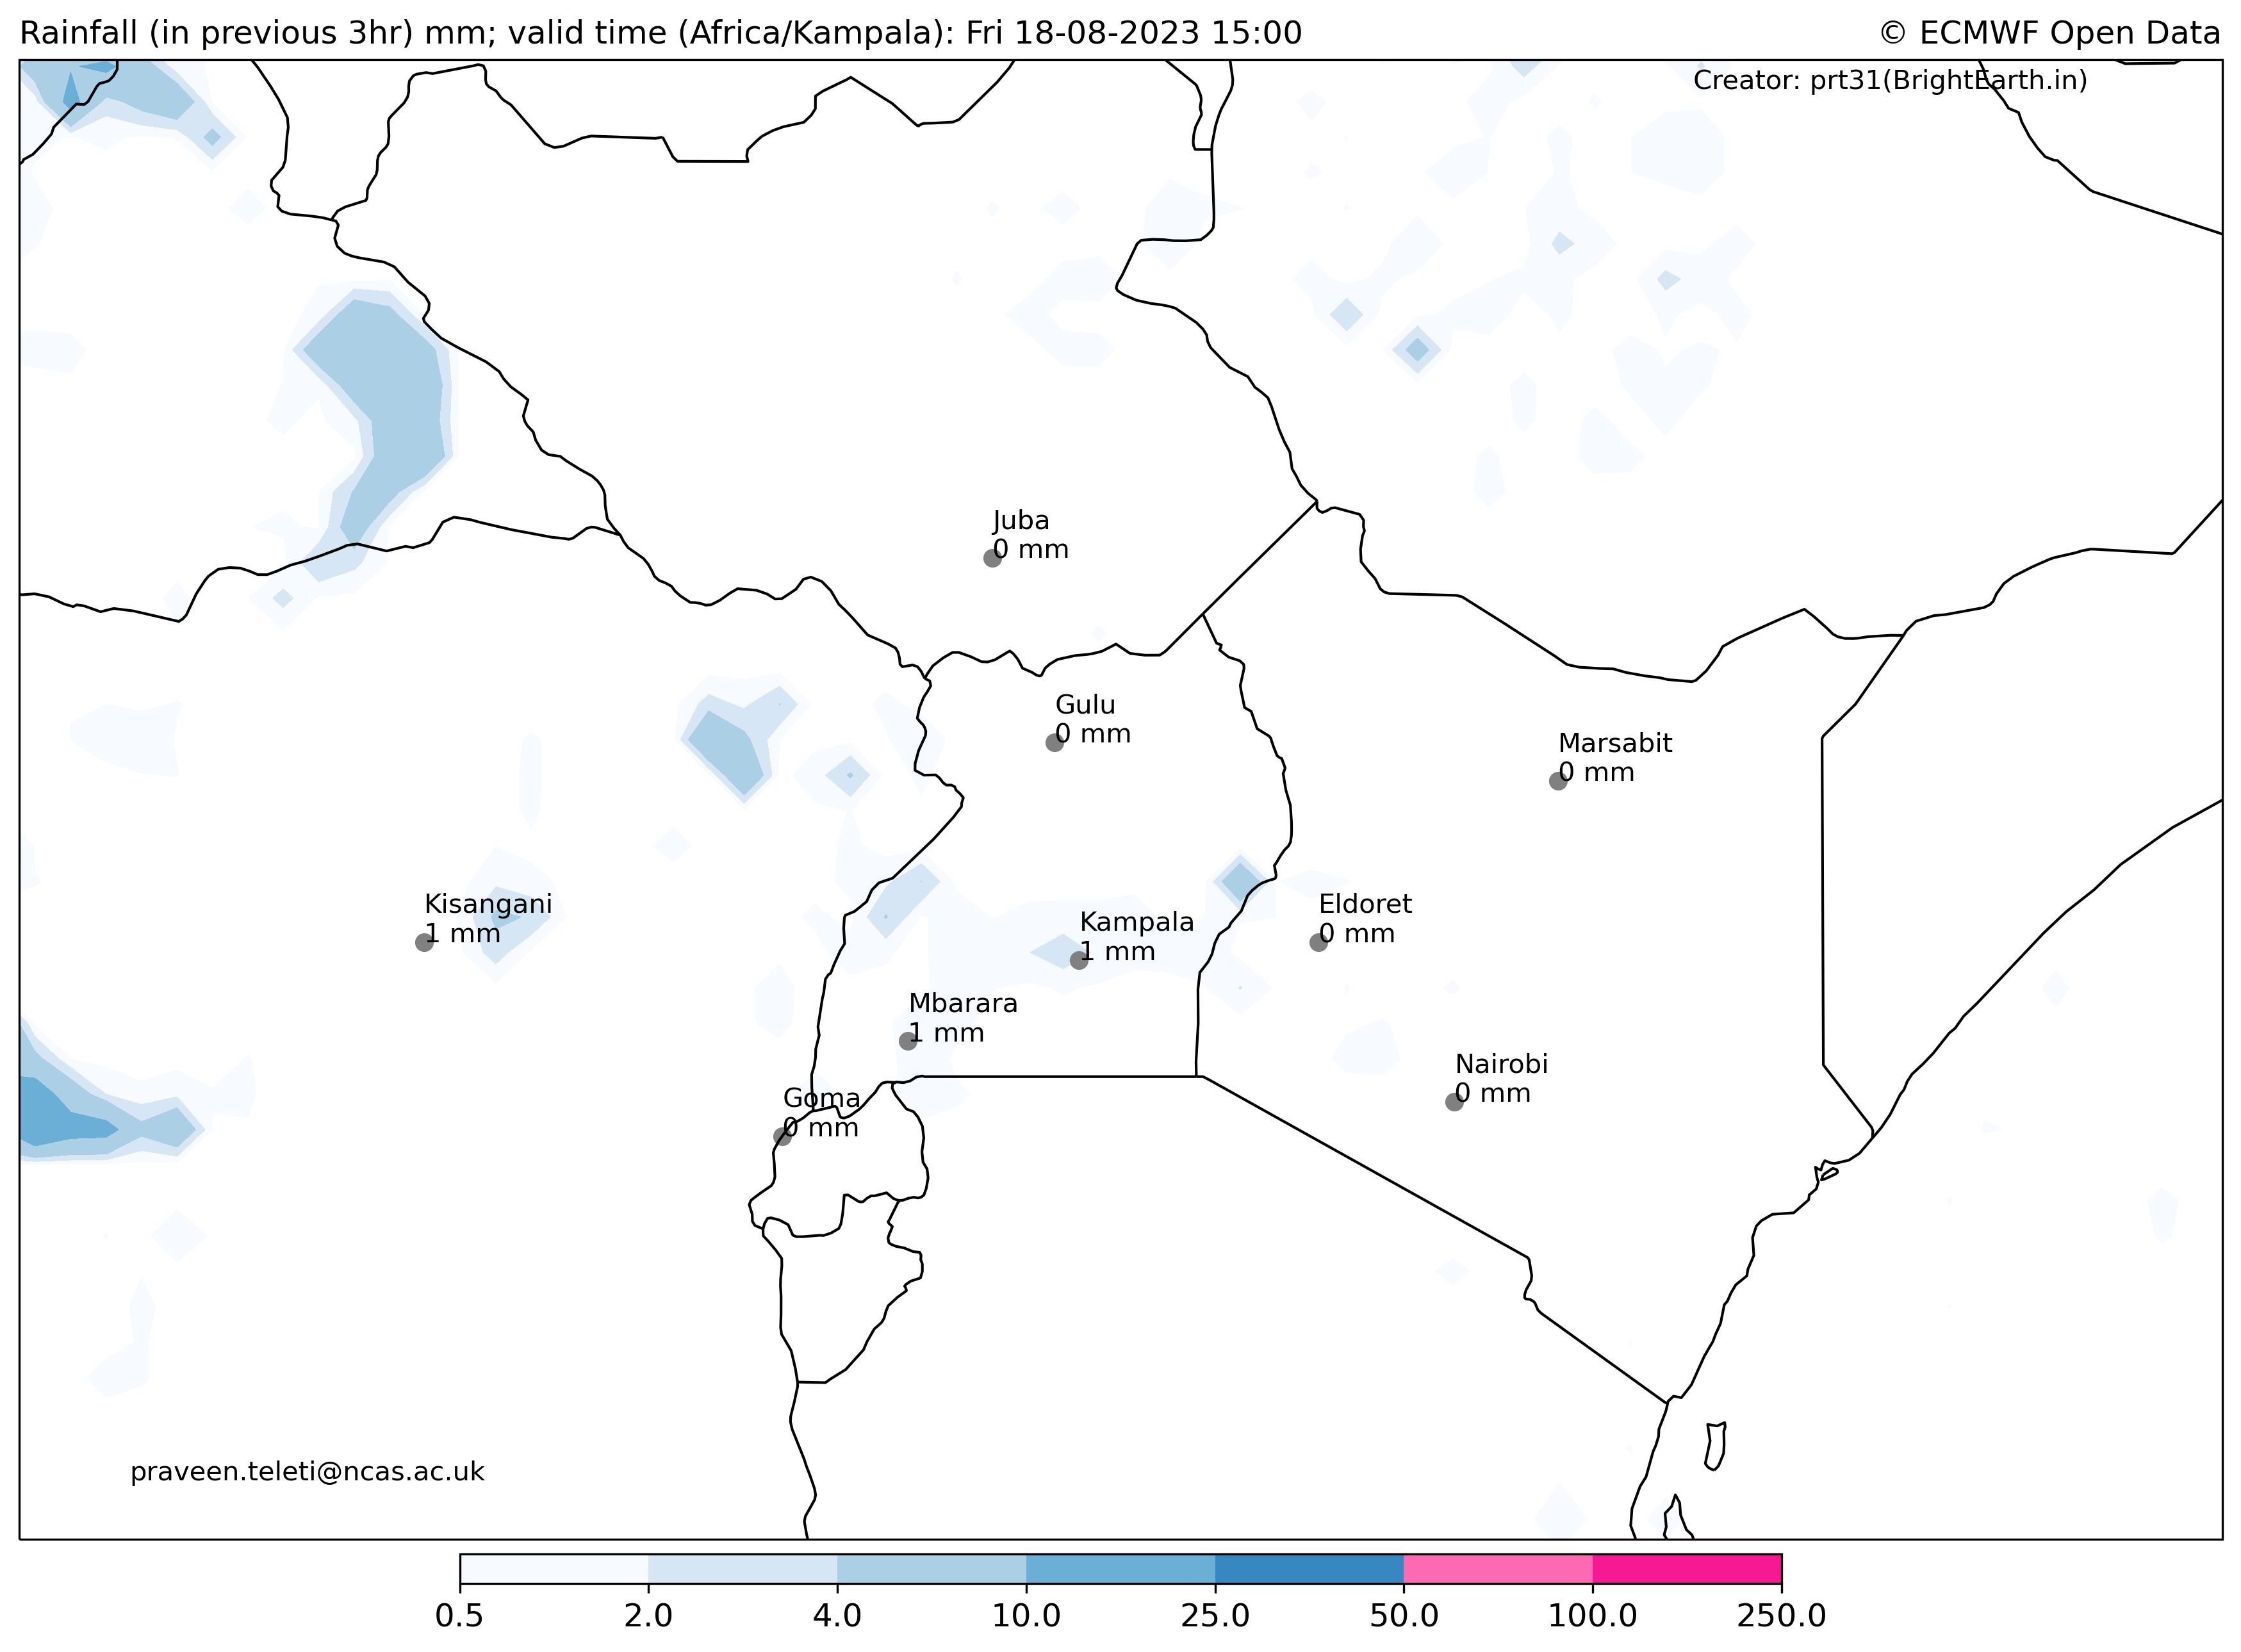 Rainfall (in previous 3hr) mm; valid time (Africa/Kampala): Fri 18-08-2023 15:00
© ECMWF Open Data
Creator: prt31(BrightEarth.in)
Juba
0 mm
Gulu
0 mm
Marsabit
0 mm
Kisangani
1 mm
Kampala
1 mm
Eldoret
0 mm
Mbarara
1 mm
Nairobi
0 mm
Goma
0 mm
praveen.teleti@ncas.ac.uk
0.5 2.0 4.0 10.0 25.0 50.0 100.0 250.0